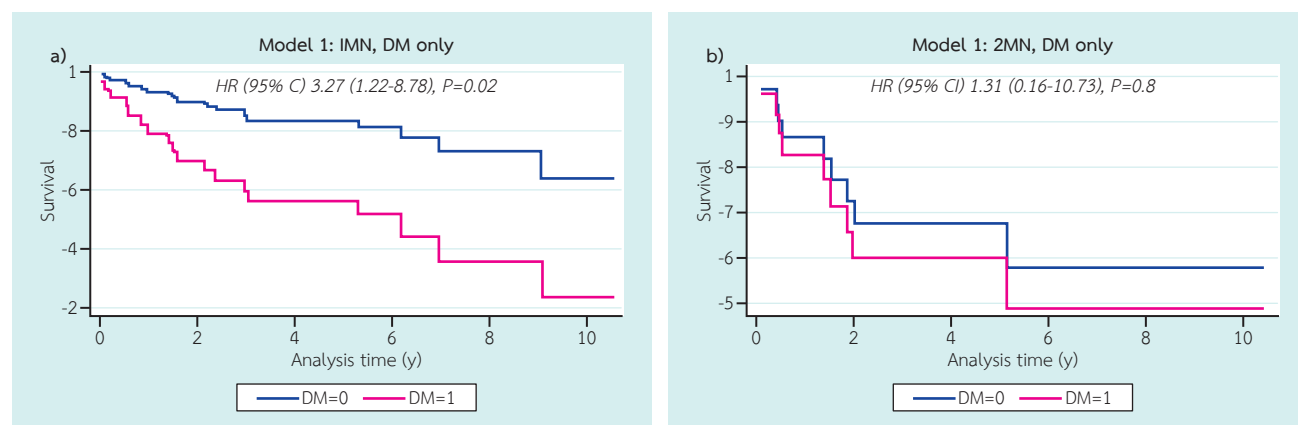 a)
Model 1: IMN, DM only
HR (95% C) 3.27 (1.22-8.78), P=0.02
Survival
1
-8
-6
-4
-2
0 2 4 6 8 10
Analysis time (y)
DM=0 DM=1
b)
Model 1: 2MN, DM only
HR (95% CI) 1.31 (0.16-10.73), P=0.8
Survival
1
-9
-8
-7
-6
-5
0 2 4 6 8 10
Analysis time (y)
DM=0 DM=1